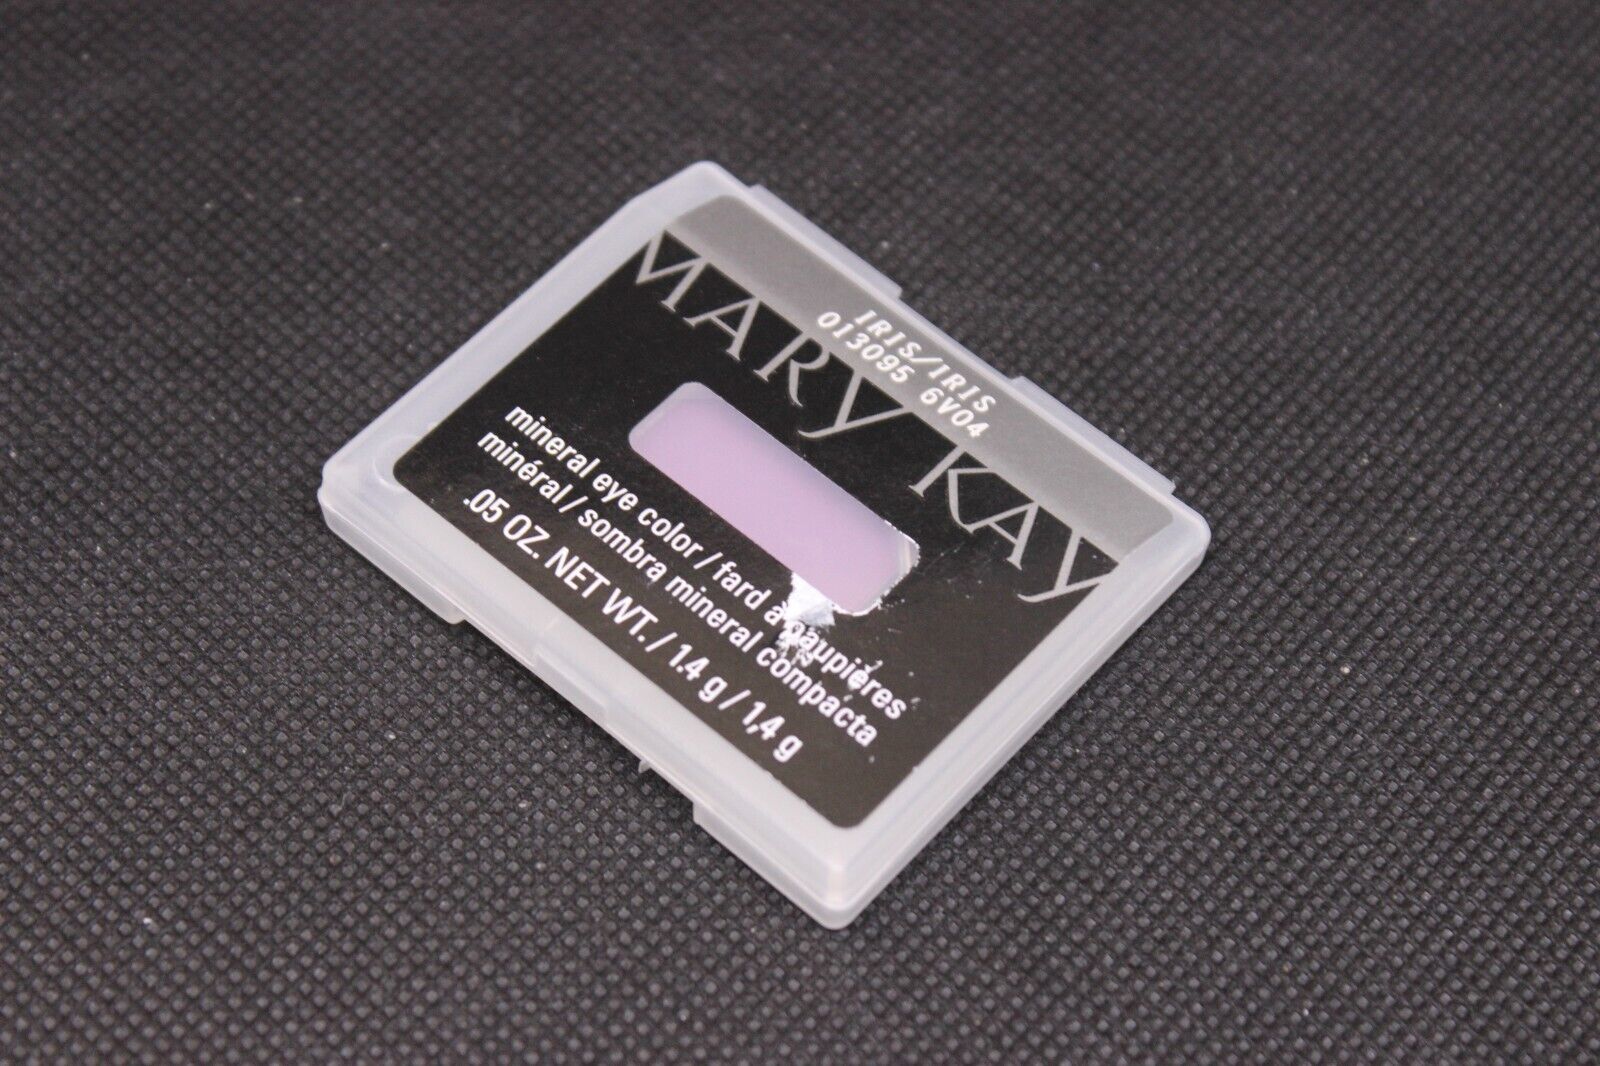 IRIS/IRIS
013095 6V04
MARY KAY
mineral eye color / fard à paupières
minéral / sombra mineral compacta
.05 OZ. NET WT. / 1.4 g / 1,4 g